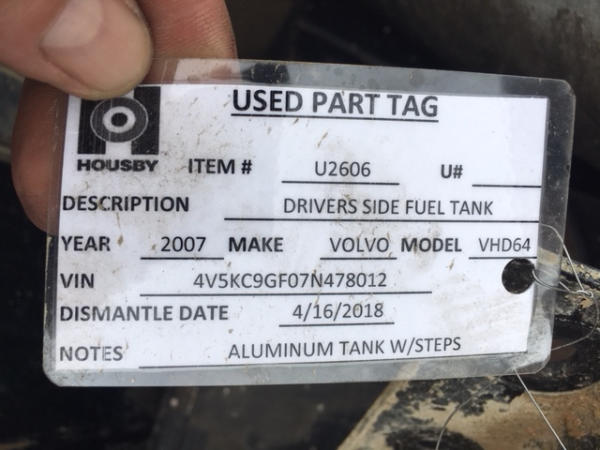 USED PART TAG
HOUSBY ITEM # U2606 U#
DESCRIPTION DRIVERS SIDE FUEL TANK
YEAR 2007 MAKE VOLVO MODEL VHD64
VIN 4V5KC9GF07N478012
DISMANTLE DATE 4/16/2018
NOTES ALUMINUM TANK W/STEPS